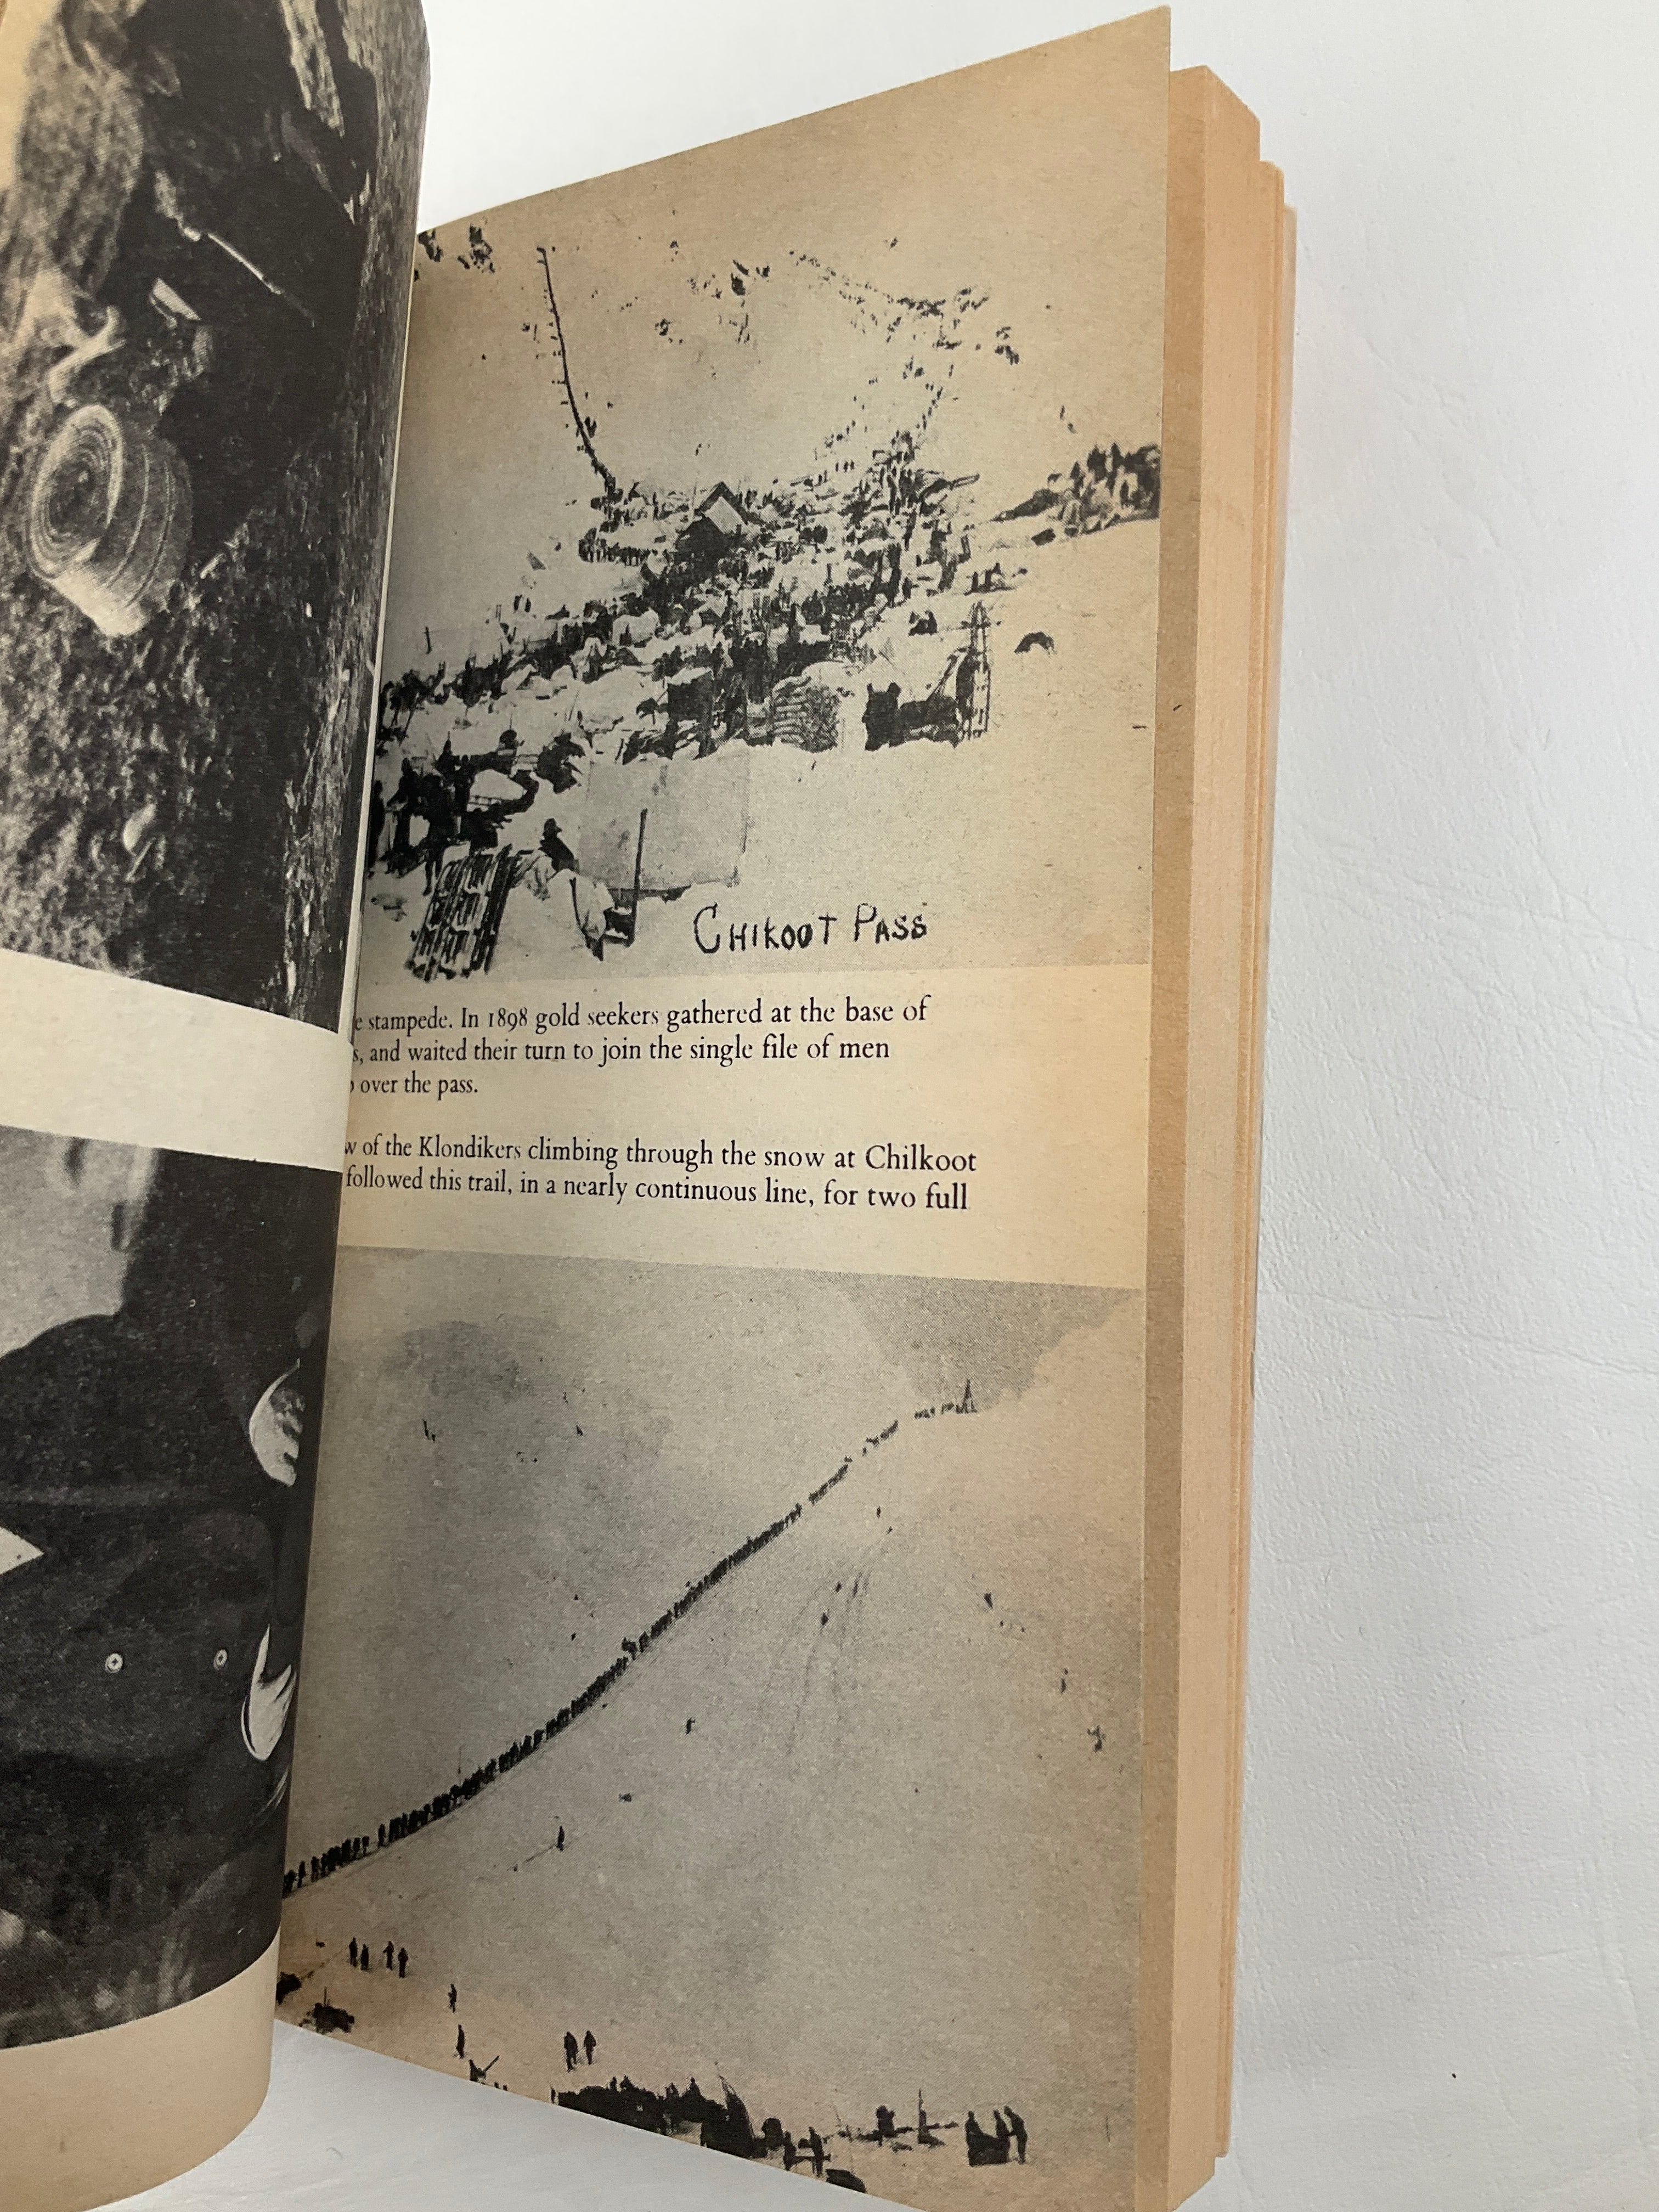 CHIKOOT PASS
e stampede. In 1898 gold seekers gathered at the base of
s, and waited their turn to join the single file of men
over the pass.
w of the Klondikers climbing through the snow at Chilkoot
followed this trail, in a nearly continuous line, for two full